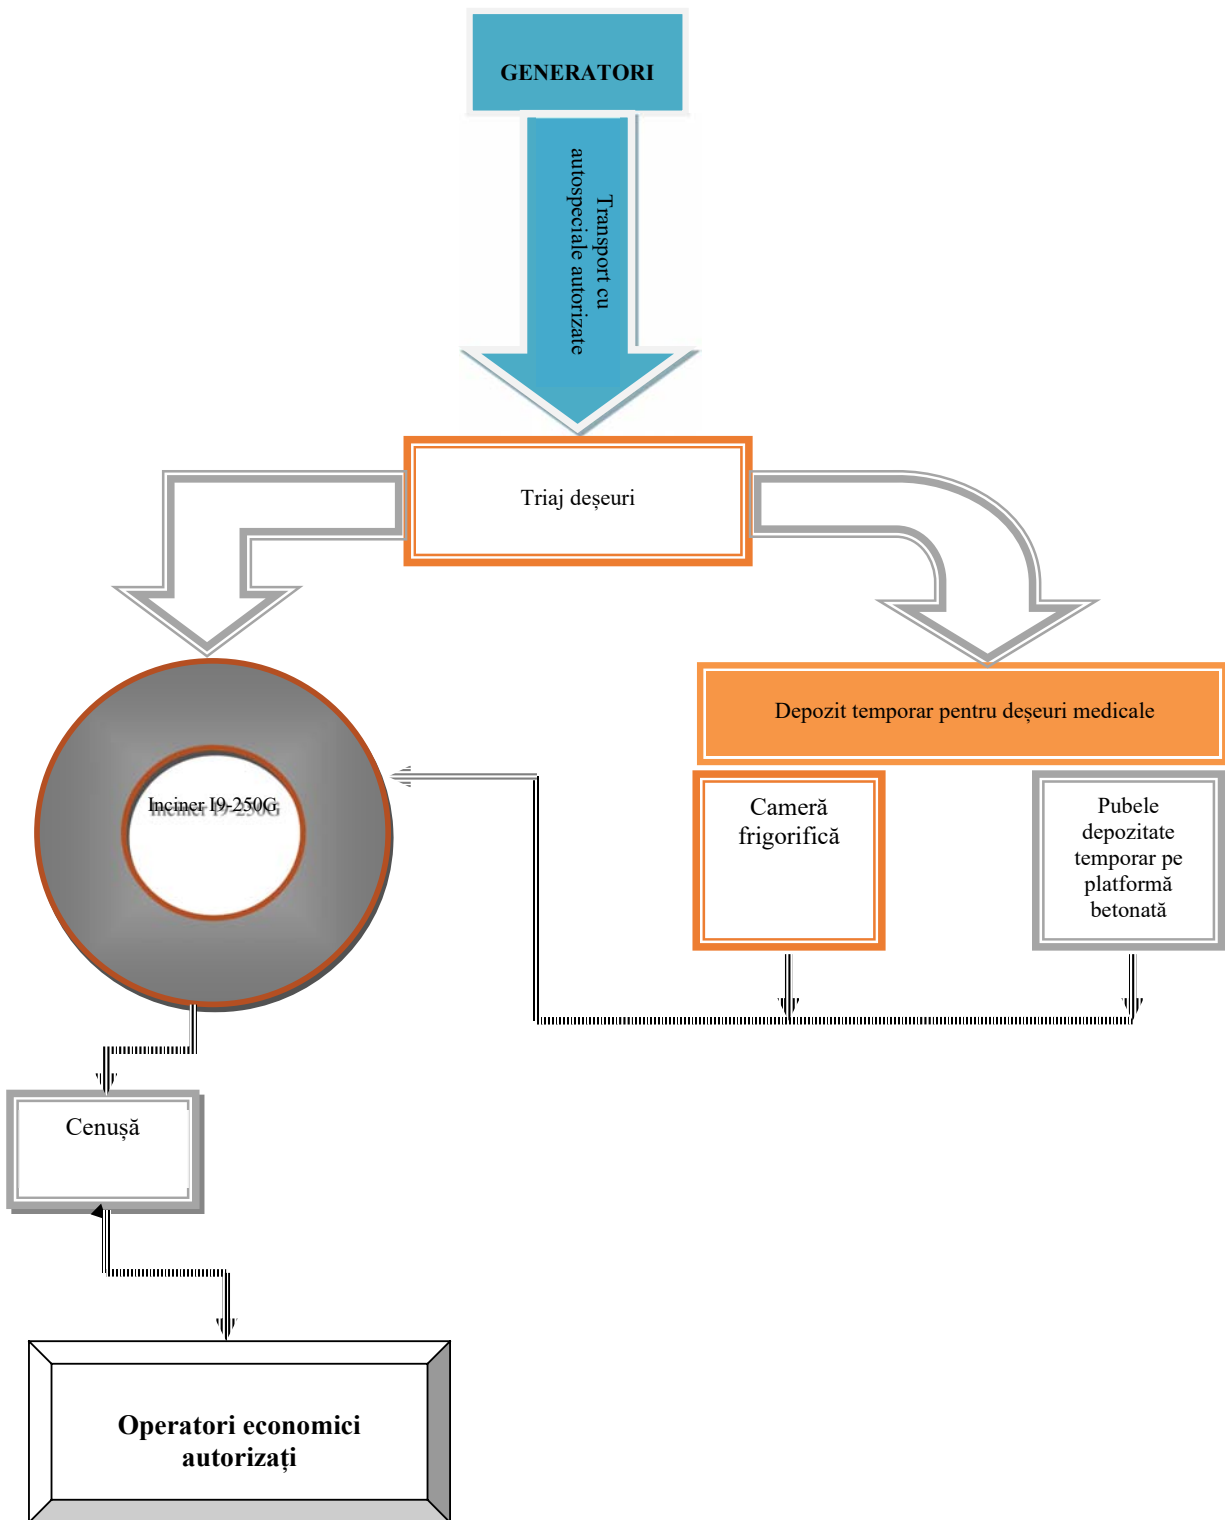 GENERATORI
Transport cu
autospeciale autorizate
Triaj deșeuri
Depozit temporar pentru deșeuri medicale
Inciner I9-250G
Cameră
frigorifică
Pubele
depozitate
temporar pe
platformă
betonată
Cenușă
Operatori economici
autorizați